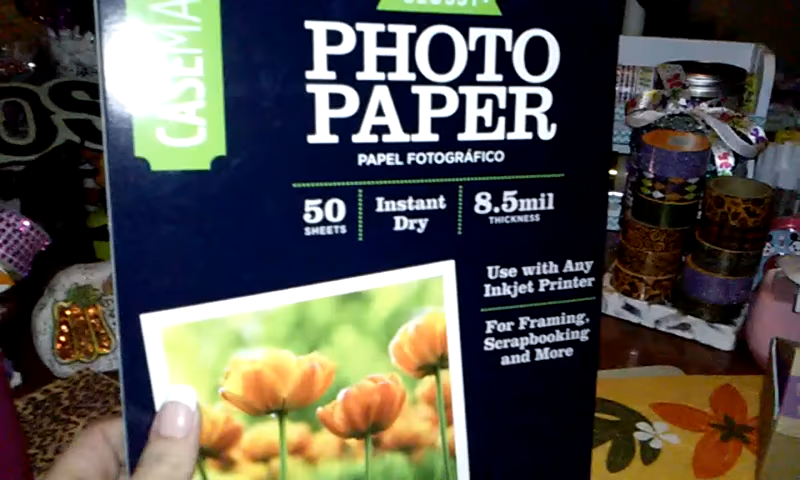 GLOSSY
PHOTO
PAPER
PAPEL FOTOGRÁFICO
50
SHEETS
Instant
Dry
8.5mil
THICKNESS
Use with Any
Inkjet Printer
For Framing,
Scrapbooking
and More
CASEMA